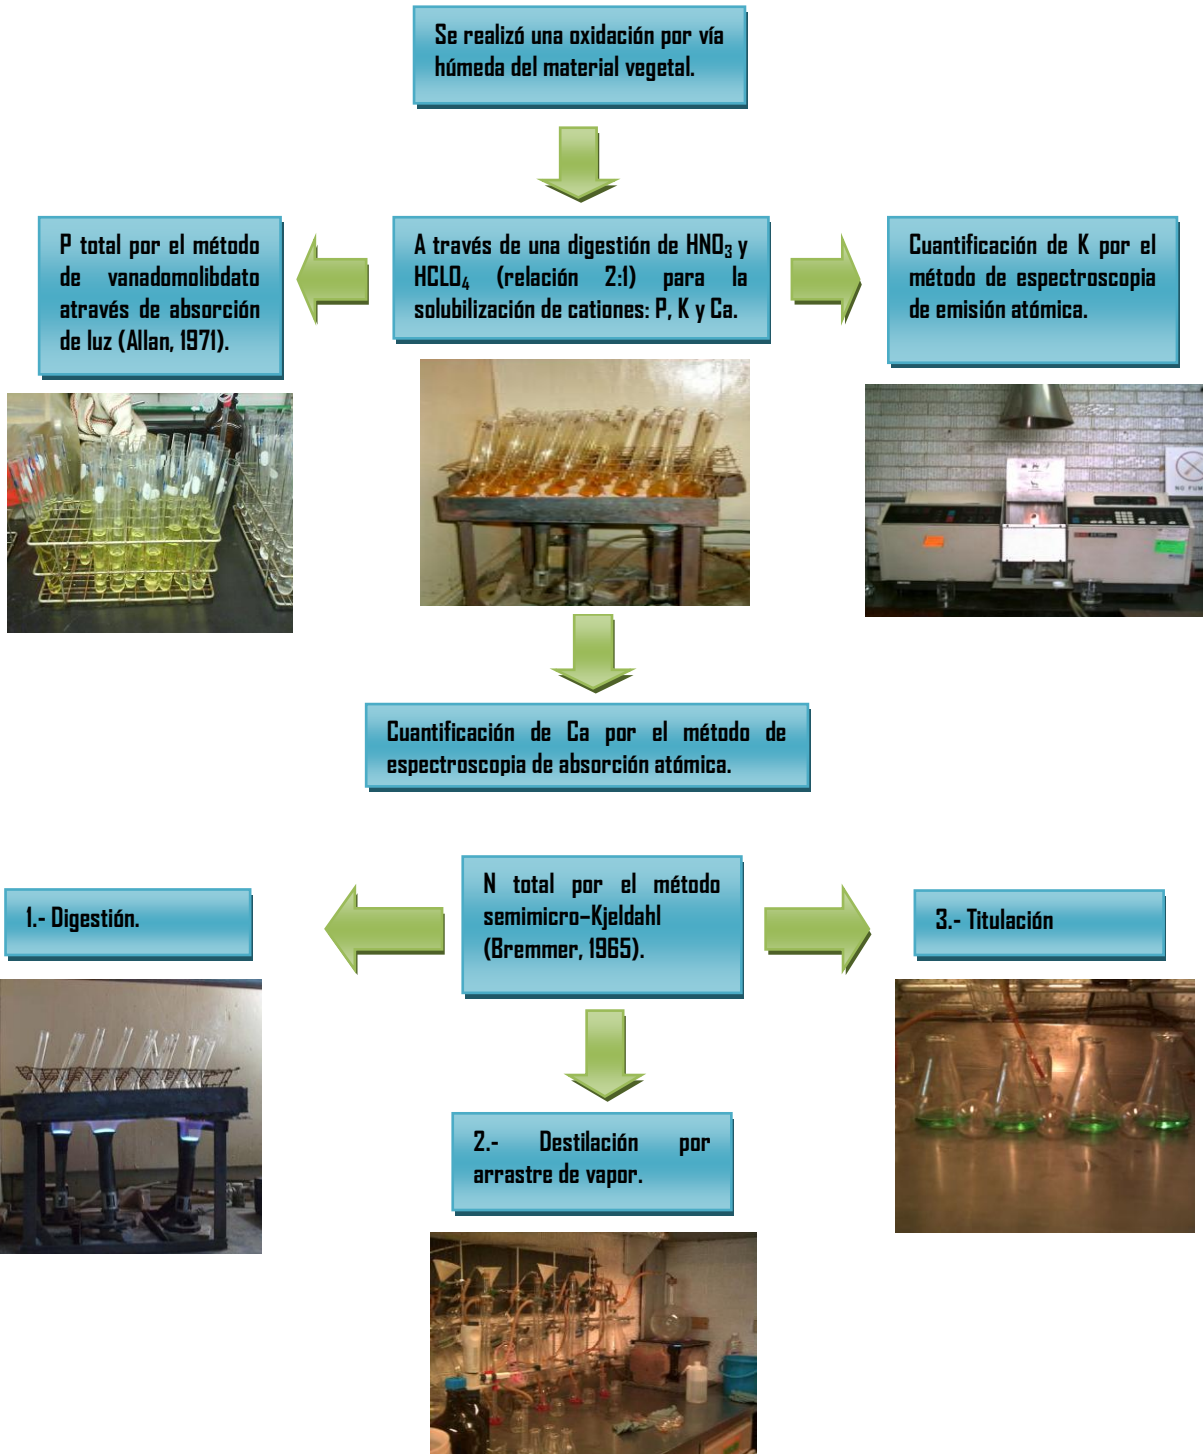 Se realizó una oxidación por vía
húmeda del material vegetal.
P total por el método
de vanadomolibdato
através de absorción
de luz (Allan, 1971).
A través de una digestión de HNO₃ y
HCLO₄ (relación 2:1) para la
solubilización de cationes: P, K y Ca.
Cuantificación de K por el
método de espectroscopia
de emisión atómica.
NO FUM
Cuantificación de Ca por el método de
espectroscopia de absorción atómica.
N total por el método
semimicro–Kjeldahl
(Bremmer, 1965).
1.- Digestión.
3.- Titulación
2.- Destilación por
arrastre de vapor.